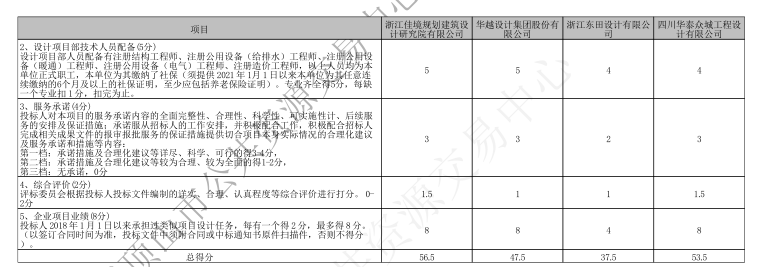 项目
浙江佳境规划建筑设
计研究院有限公司
华越设计集团股份有
限公司
浙江东田设计有限公
司
四川华泰众城工程设
计有限公司
2、设计项目部技术人员配备(5分)
设计项目部人员配备有注册结构工程师、注册公用设备（给排水）工程师、注册公用设
备（暖通）工程师、注册公用设备（电气）工程师、注册造价工程师，以上人员均为本
单位正式职工，本单位为其缴纳了社保（须提供 2021 年 1 月 1 日以来本单位为其任意连
续缴纳的6个月及以上的社保证明，至少应包括养老保险证明）。专业齐全得5分，每缺
一个专业扣 1 分，扣完为止。
5
5
4
4
3、服务承诺(4分)
投标人对本项目的服务承诺内容的全面完整性、合理性、科学性、可实施性计、后续服
务的安排及保证措施；承诺服从招标人的工作安排，并积极配合工作，积极配合招标人
完成相关成果文件的报审报批服务的保证措施提供切合项目本身实际情况的合理化建议
及服务承诺和措施等内容；
第一档：承诺措施及合理化建议等详尽、科学、可行的得3-4分，
第二档：承诺措施及合理化建议等较为合理、较为全面的得1-2分，
第三档：无承诺，0分
3
3
2
3
4、综合评价(2分)
评标委员会根据投标人投标文件编制的详实、合理、认真程度等综合评价进行打分。 0-
2分
1.5
1
1
1.5
5、企业项目业绩(8分)
投标人 2018 年 1 月 1 日以来承担过类似项目设计任务，每有一个得 2 分，最多得 8 分。
（以签订合同时间为准，投标文件中须附合同或中标通知书原件扫描件，否则不得分
）。
8
8
4
8
总得分
56.5
47.5
37.5
53.5
顶山市公共资源交易中心
共资源交易中心